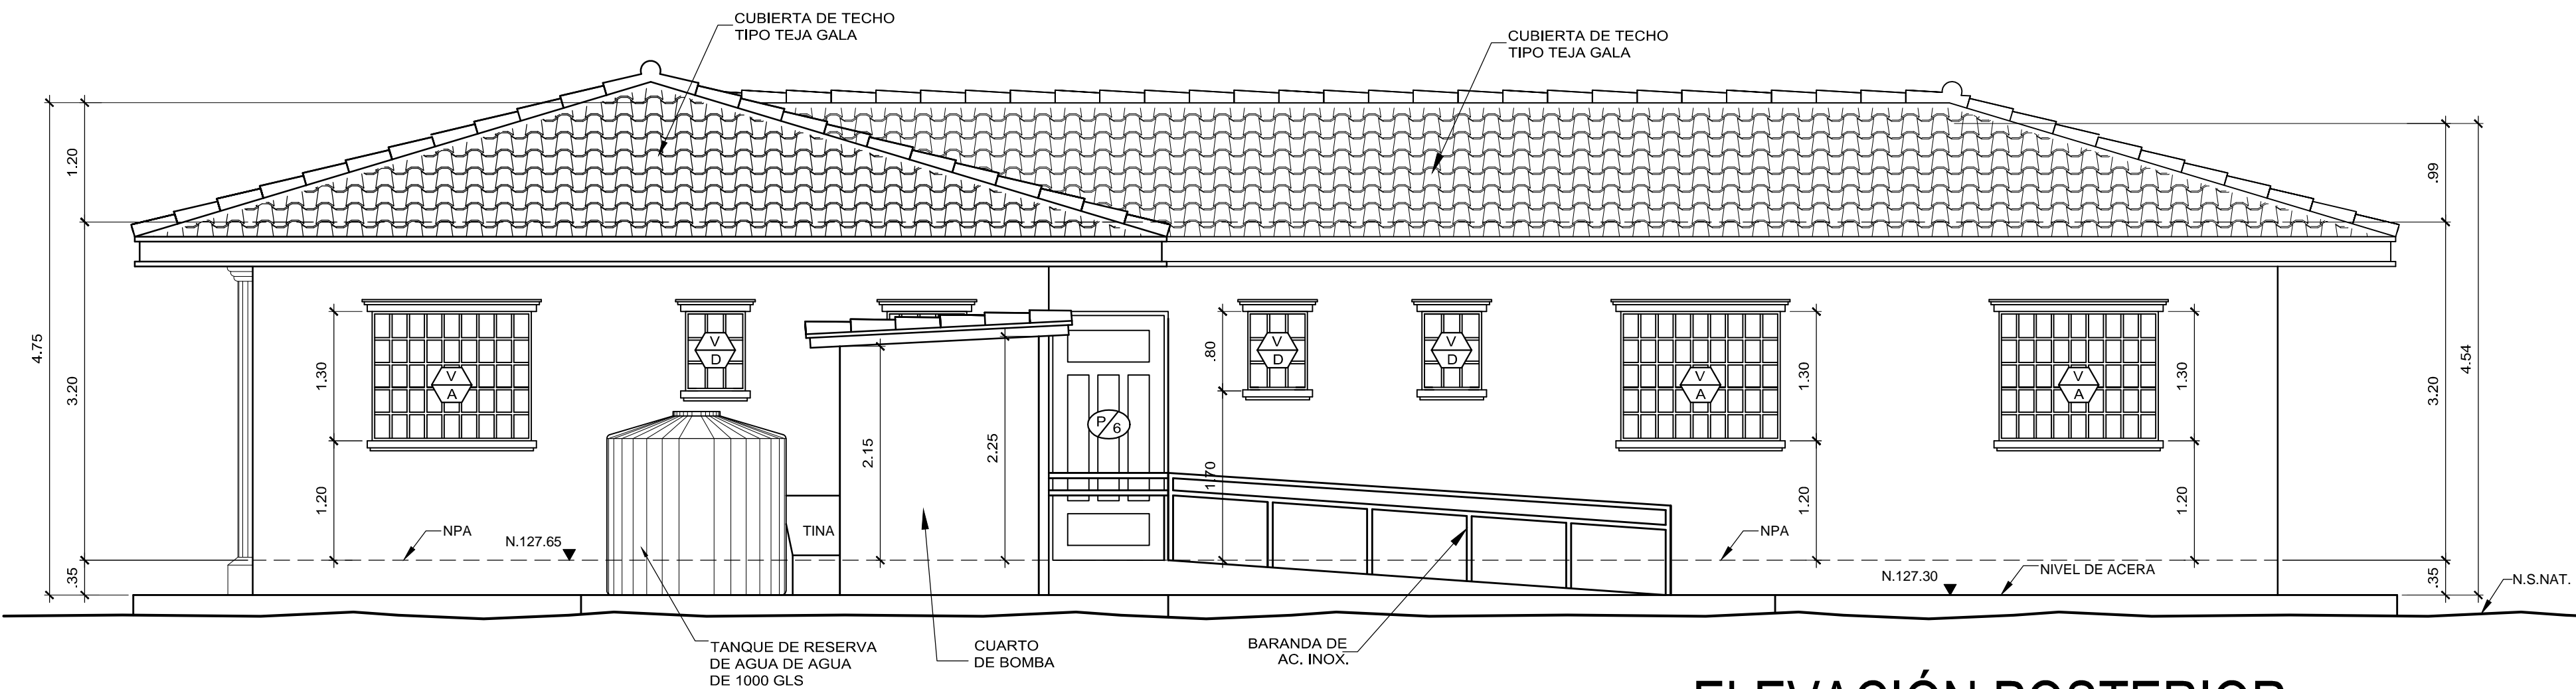 CUBIERTA DE TECHO
TIPO TEJA GALA
CUBIERTA DE TECHO
TIPO TEJA GALA
4.75
1.20
3.20
.35
1.30
1.20
V
A
V
D
NPA
N.127.65
TINA
2.15
2.25
P/6
.80
1.70
V
D
V
D
V
A
1.30
1.20
V
A
1.30
1.20
NPA
N.127.30
NIVEL DE ACERA
.99
3.20
.35
4.54
N.S.NAT.
TANQUE DE RESERVA
DE AGUA DE AGUA
DE 1000 GLS
CUARTO
DE BOMBA
BARANDA DE
AC. INOX.
ELEVACIÓN POSTERIOR